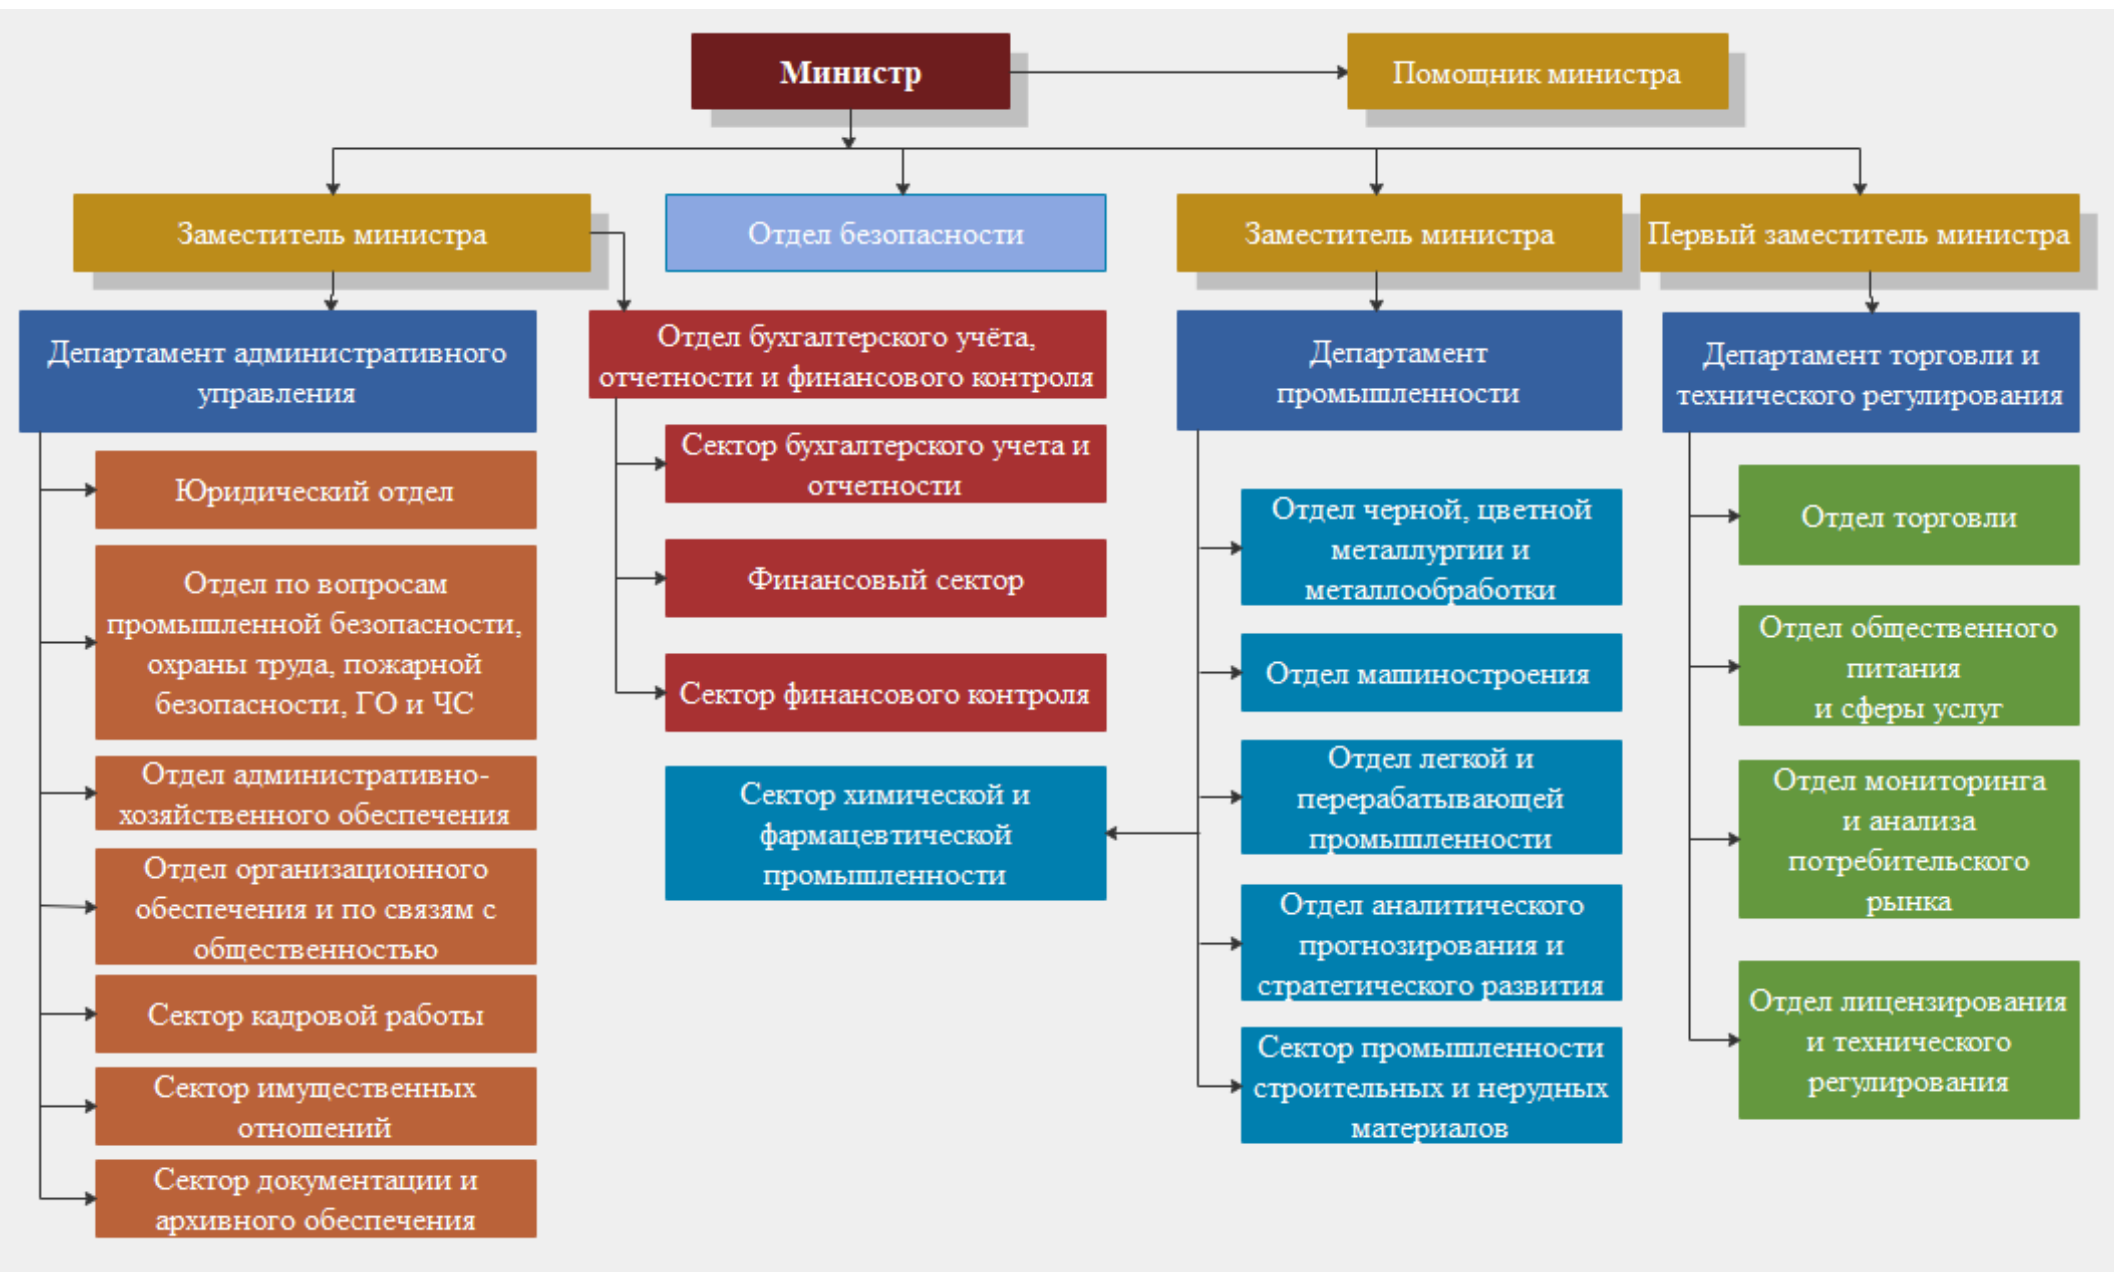 Министр
Помощник министра
Заместитель министра
Отдел безопасности
Заместитель министра
Первый заместитель министра
Департамент административного
управления
Юридический отдел
Отдел по вопросам
промышленной безопасности,
охраны труда, пожарной
безопасности, ГО и ЧС
Отдел административно-
хозяйственного обеспечения
Отдел организационного
обеспечения и по связям с
общественностью
Сектор кадровой работы
Сектор имущественных
отношений
Сектор документации и
архивного обеспечения
Отдел бухгалтерского учёта,
отчетности и финансового контроля
Сектор бухгалтерского учета и
отчетности
Финансовый сектор
Сектор финансового контроля
Сектор химической и
фармацевтической
промышленности
Департамент
промышленности
Отдел черной, цветной
металлургии и
металлообработки
Отдел машиностроения
Отдел легкой и
перерабатывающей
промышленности
Отдел аналитического
прогнозирования и
стратегического развития
Сектор промышленности
строительных и нерудных
материалов
Департамент торговли и
технического регулирования
Отдел торговли
Отдел общественного
питания
и сферы услуг
Отдел мониторинга
и анализа
потребительского
рынка
Отдел лицензирования
и технического
регулирования